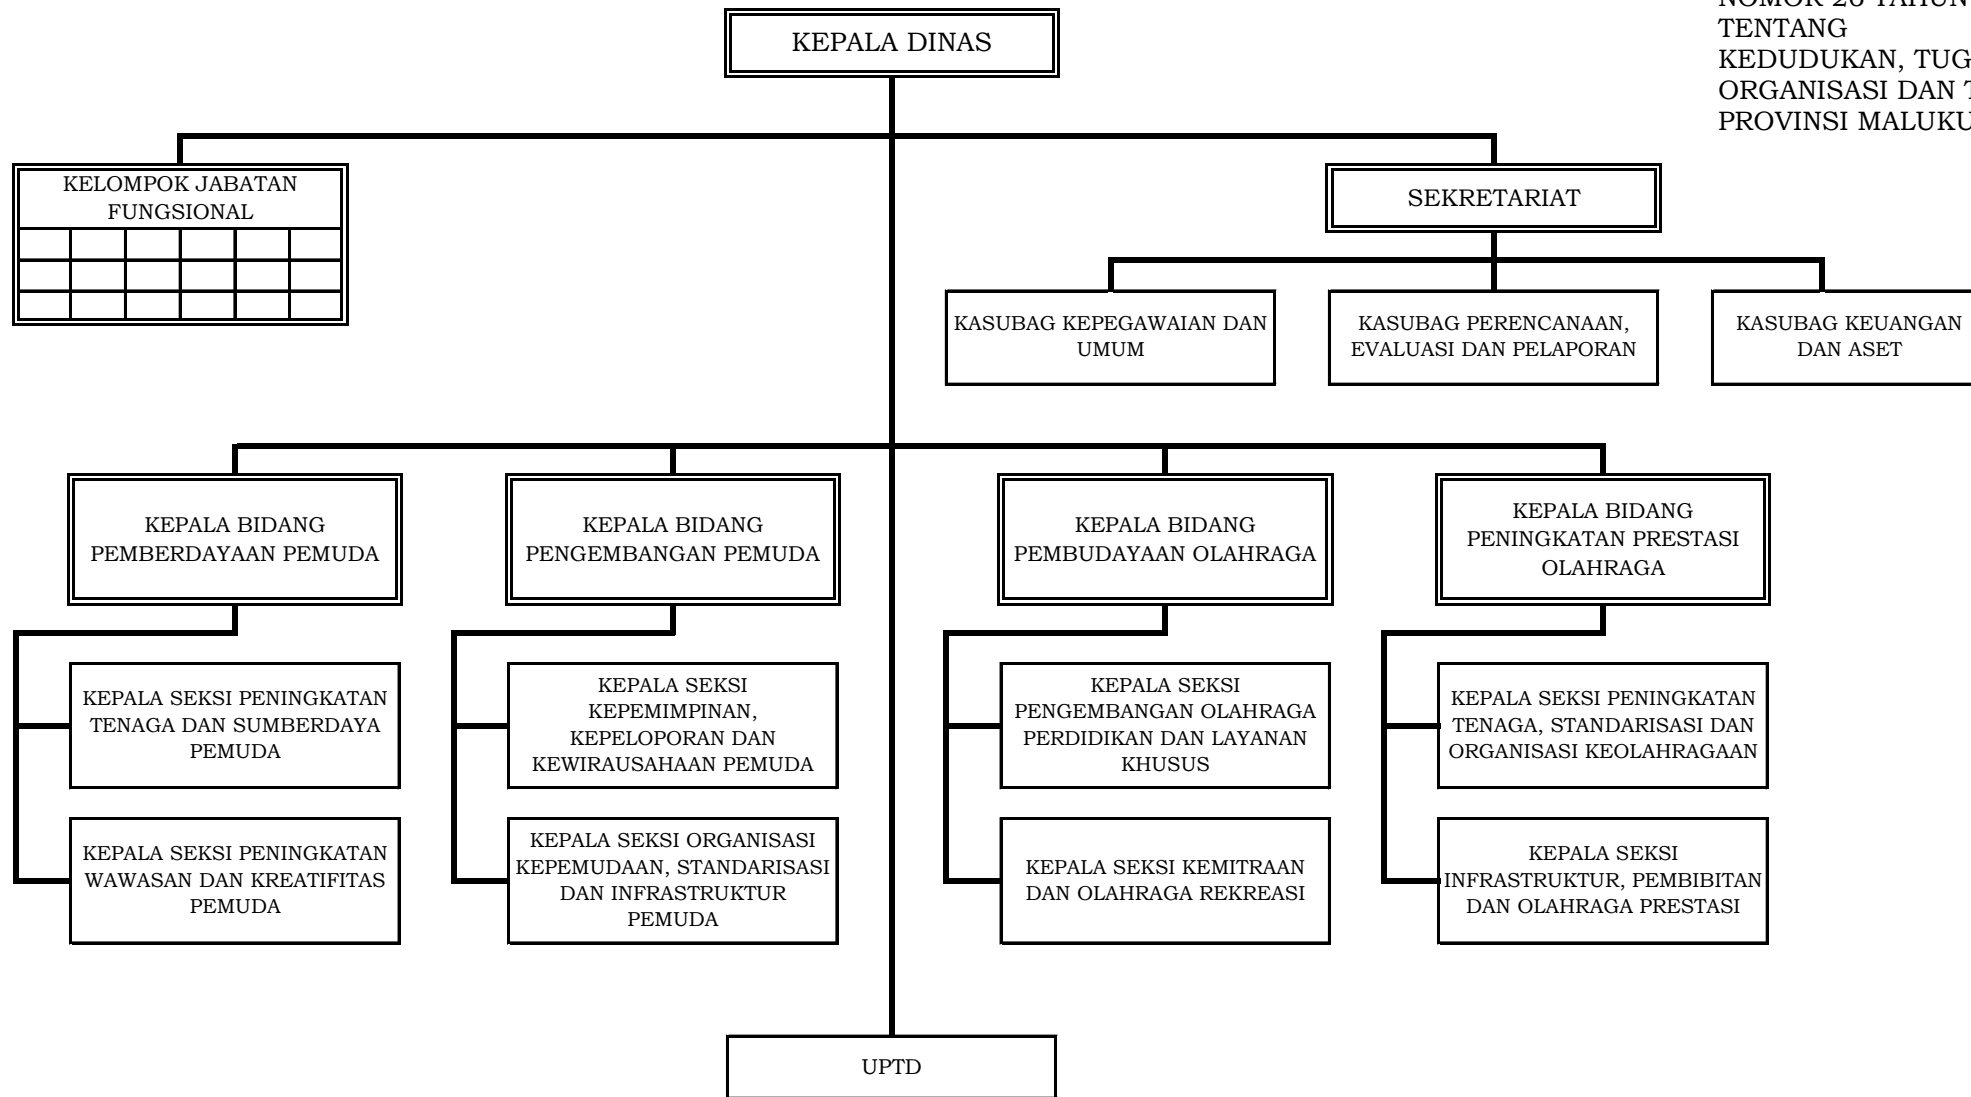 NOMOR 26 TAHUN
TENTANG
KEDUDUKAN, TUG
ORGANISASI DAN T
PROVINSI MALUKU
KEPALA DINAS
KELOMPOK JABATAN
FUNGSIONAL
SEKRETARIAT
KASUBAG KEPEGAWAIAN DAN
UMUM
KASUBAG PERENCANAAN,
EVALUASI DAN PELAPORAN
KASUBAG KEUANGAN
DAN ASET
KEPALA BIDANG
PEMBERDAYAAN PEMUDA
KEPALA BIDANG
PENGEMBANGAN PEMUDA
KEPALA BIDANG
PEMBUDAYAAN OLAHRAGA
KEPALA BIDANG
PENINGKATAN PRESTASI
OLAHRAGA
KEPALA SEKSI PENINGKATAN
TENAGA DAN SUMBERDAYA
PEMUDA
KEPALA SEKSI
KEPEMIMPINAN,
KEPELOPORAN DAN
KEWIRAUSAHAAN PEMUDA
KEPALA SEKSI
PENGEMBANGAN OLAHRAGA
PERDIDIKAN DAN LAYANAN
KHUSUS
KEPALA SEKSI PENINGKATAN
TENAGA, STANDARISASI DAN
ORGANISASI KEOLAHRAGAAN
KEPALA SEKSI PENINGKATAN
WAWASAN DAN KREATIFITAS
PEMUDA
KEPALA SEKSI ORGANISASI
KEPEMUDAAN, STANDARISASI
DAN INFRASTRUKTUR
PEMUDA
KEPALA SEKSI KEMITRAAN
DAN OLAHRAGA REKREASI
KEPALA SEKSI
INFRASTRUKTUR, PEMBIBITAN
DAN OLAHRAGA PRESTASI
UPTD